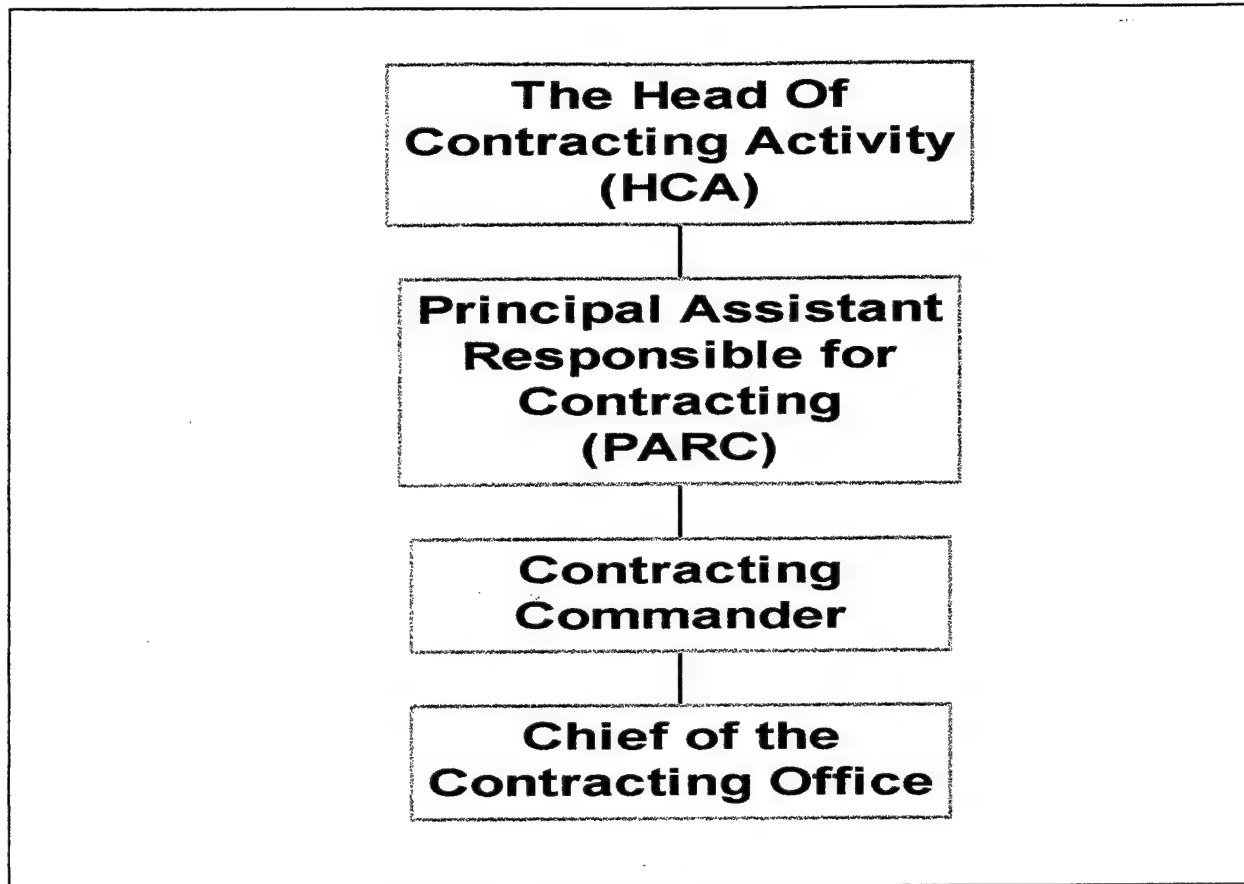 The Head Of
Contracting Activity
(HCA)
Principal Assistant
Responsible for
Contracting
(PARC)
Contracting
Commander
Chief of the
Contracting Office